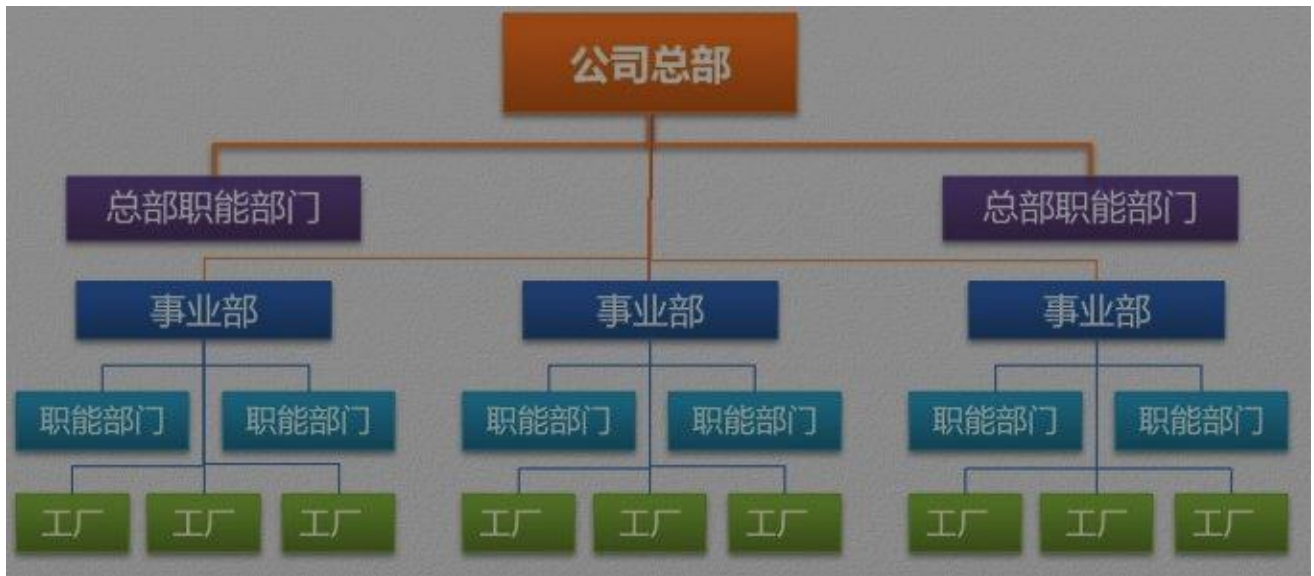 公司总部
总部职能部门 总部职能部门
事业部 事业部 事业部
职能部门 职能部门 职能部门 职能部门 职能部门 职能部门
工厂 工厂 工厂 工厂 工厂 工厂 工厂 工厂 工厂